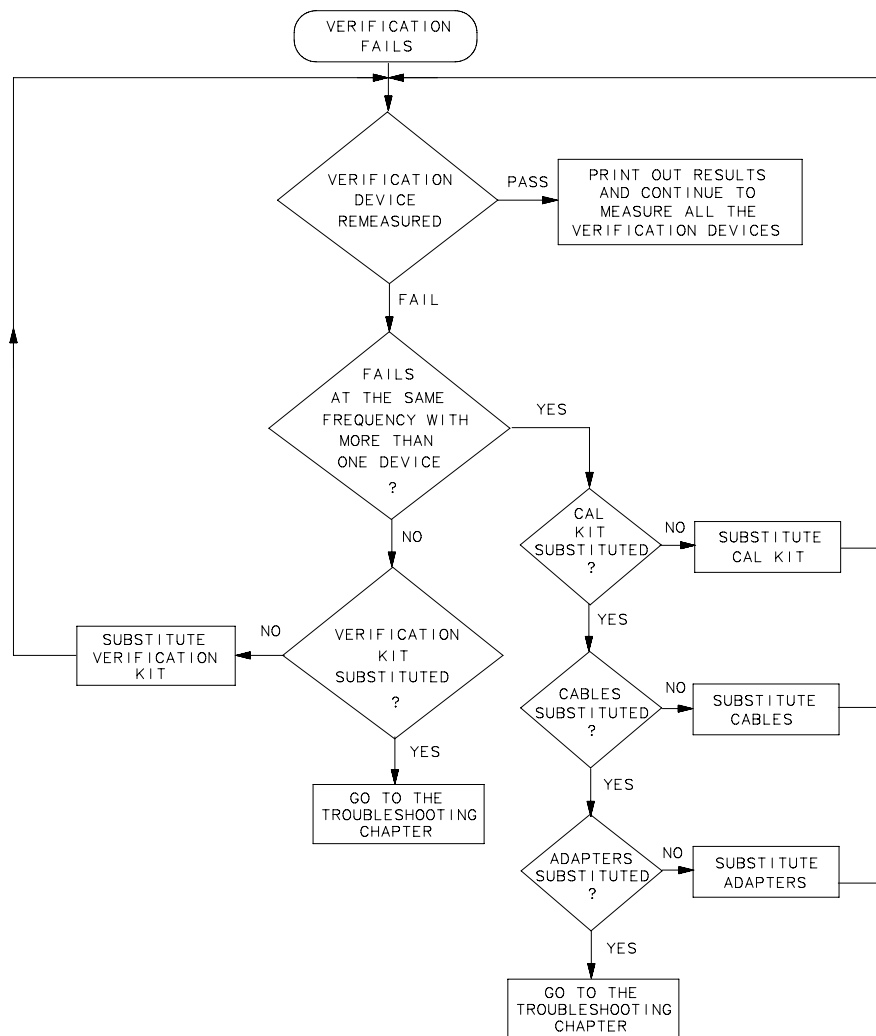 VERIFICATION
FAILS
VERIFICATION
DEVICE
REMEASURED
PASS
PRINT OUT RESULTS
AND CONTINUE TO
MEASURE ALL THE
VERIFICATION DEVICES
FAIL
FAILS
AT THE SAME
FREQUENCY WITH
MORE THAN
ONE DEVICE
?
YES
NO
CAL
KIT
SUBSTITUTED
?
NO
SUBSTITUTE
CAL KIT
YES
VERIFICATION
KIT
SUBSTITUTED
?
NO
SUBSTITUTE
VERIFICATION
KIT
YES
GO TO THE
TROUBLESHOOTING
CHAPTER
CABLES
SUBSTITUTED
?
NO
SUBSTITUTE
CABLES
YES
ADAPTERS
SUBSTITUTED
?
NO
SUBSTITUTE
ADAPTERS
YES
GO TO THE
TROUBLESHOOTING
CHAPTER